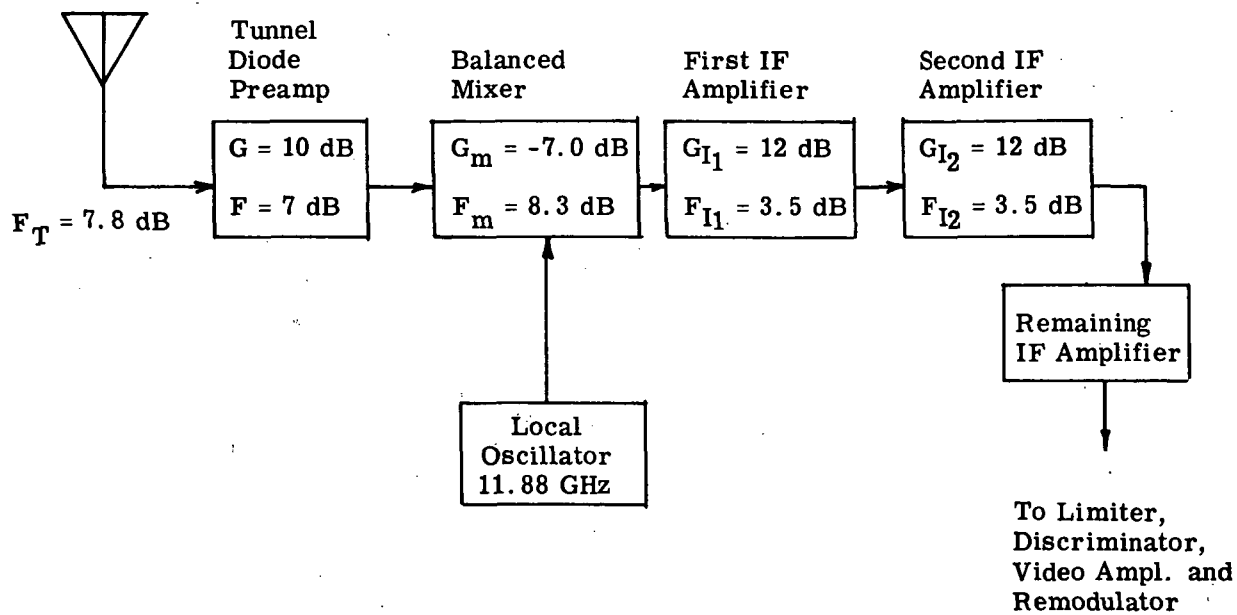 Tunnel
Diode
Preamp
Balanced
Mixer
First IF
Amplifier
Second IF
Amplifier
G = 10 dB
F = 7 dB
G_m = -7.0 dB
F_m = 8.3 dB
G_I1 = 12 dB
F_I1 = 3.5 dB
G_I2 = 12 dB
F_I2 = 3.5 dB
F_T = 7.8 dB
Remaining
IF Amplifier
Local
Oscillator
11.88 GHz
To Limiter,
Discriminator,
Video Ampl. and
Remodulator